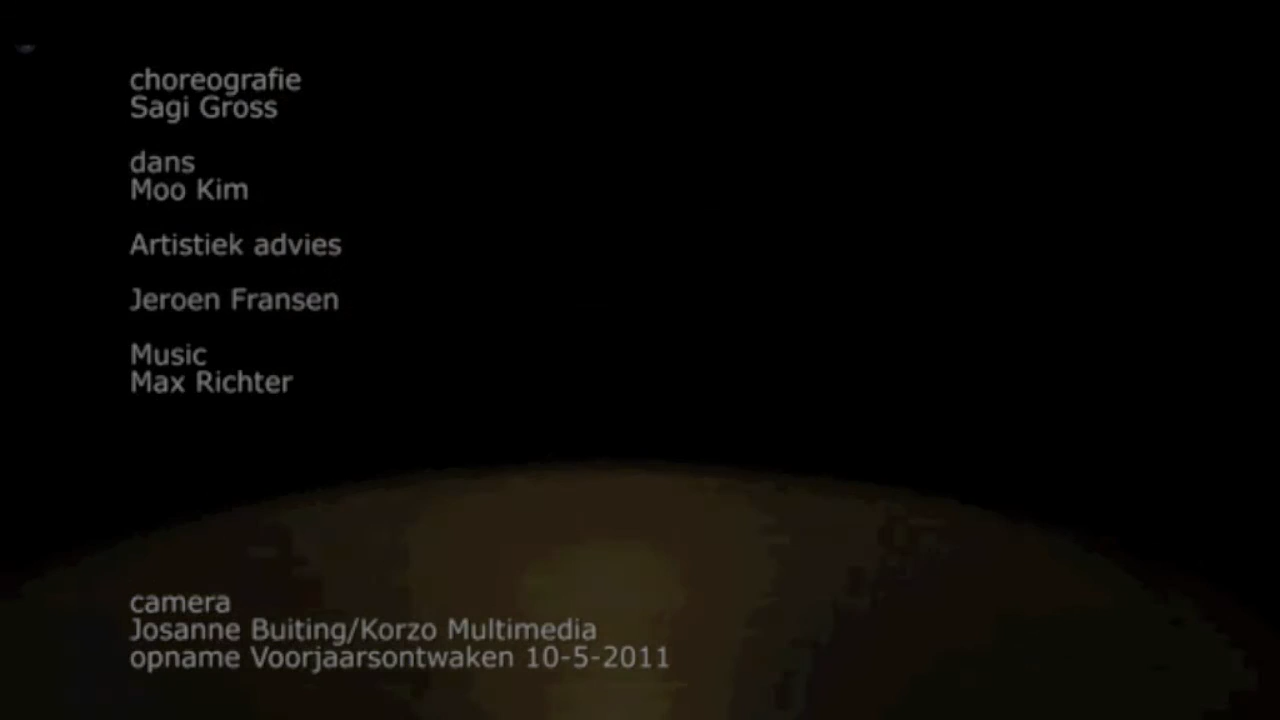 choreografie
Sagi Gross
dans
Moo Kim
Artistiek advies
Jeroen Fransen
Music
Max Richter
camera
Josanne Buiting/Korzo Multimedia
opname Voorjaarsontwaken 10-5-2011